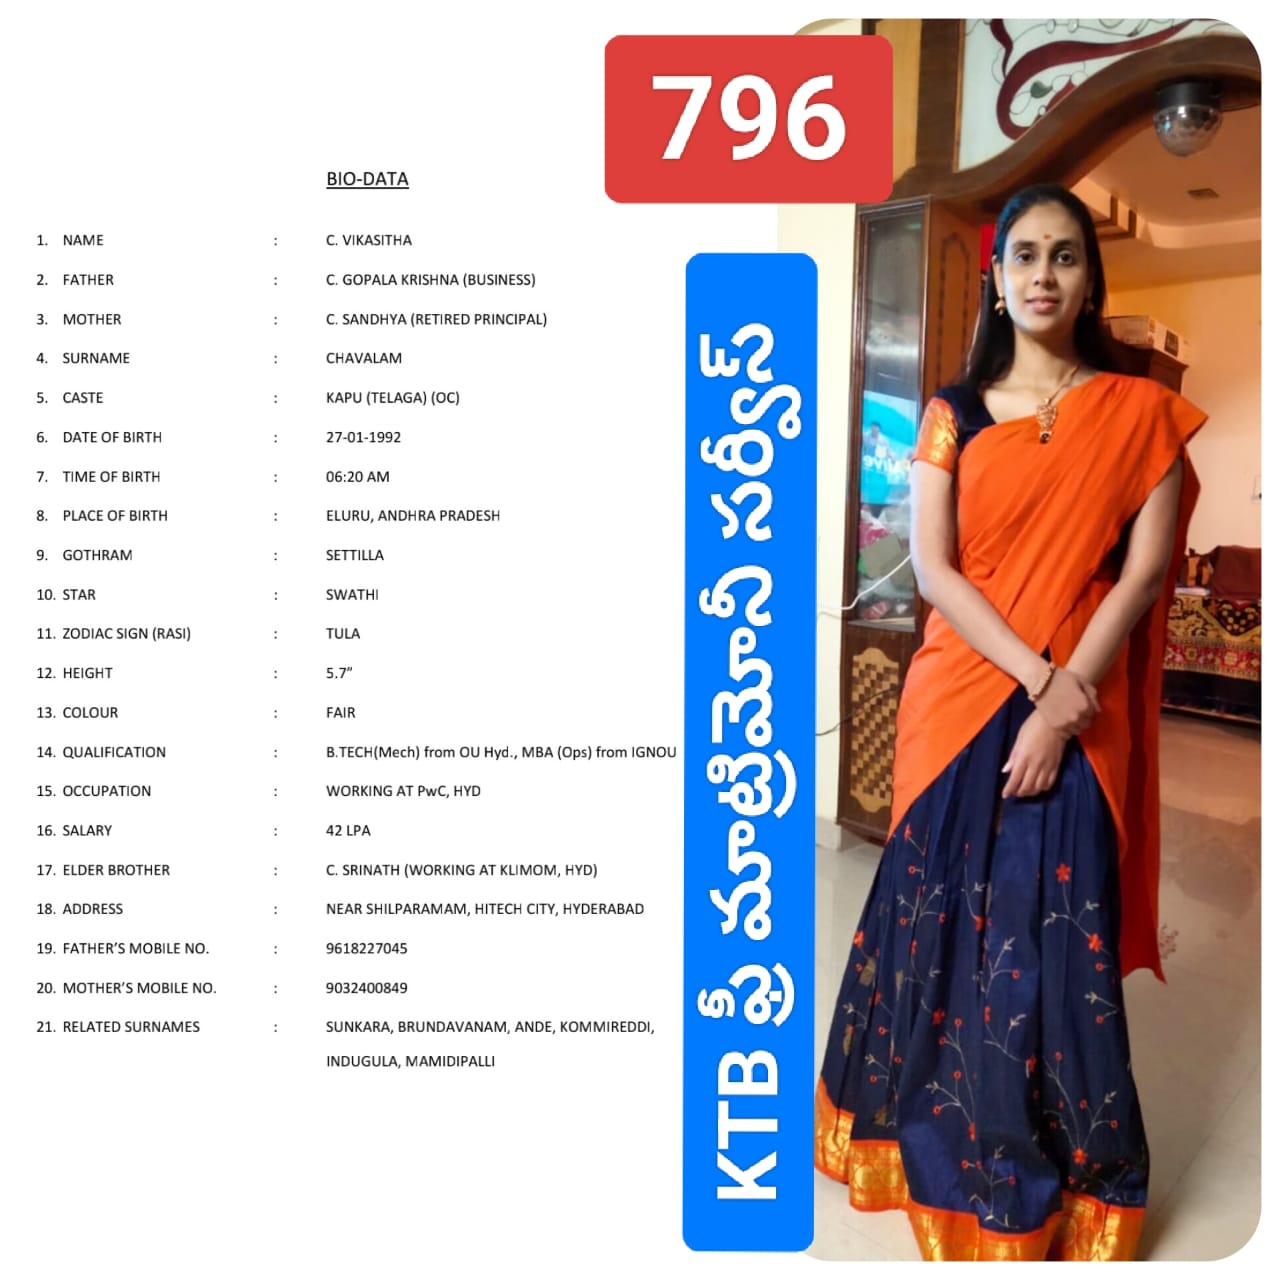 796
BIO-DATA
1. NAME : C. VIKASITHA
2. FATHER : C. GOPALA KRISHNA (BUSINESS)
3. MOTHER : C. SANDHYA (RETIRED PRINCIPAL)
4. SURNAME : CHAVALAM
5. CASTE : KAPU (TELAGA) (OC)
6. DATE OF BIRTH : 27-01-1992
7. TIME OF BIRTH : 06:20 AM
8. PLACE OF BIRTH : ELURU, ANDHRA PRADESH
9. GOTHRAM : SETTILLA
10. STAR : SWATHI
11. ZODIAC SIGN (RASI) : TULA
12. HEIGHT : 5.7”
13. COLOUR : FAIR
14. QUALIFICATION : B.TECH(Mech) from OU Hyd., MBA (Ops) from IGNOU
15. OCCUPATION : WORKING AT PwC, HYD
16. SALARY : 42 LPA
17. ELDER BROTHER : C. SRINATH (WORKING AT KLIMOM, HYD)
18. ADDRESS : NEAR SHILPARAMAM, HITECH CITY, HYDERABAD
19. FATHER’S MOBILE NO. : 9618227045
20. MOTHER’S MOBILE NO. : 9032400849
21. RELATED SURNAMES : SUNKARA, BRUNDAVANAM, ANDE, KOMMIREDDI,
INDUGULA, MAMIDIPALLI
KTB ఫ్రీ మాట్రిమోనీ సర్వీస్